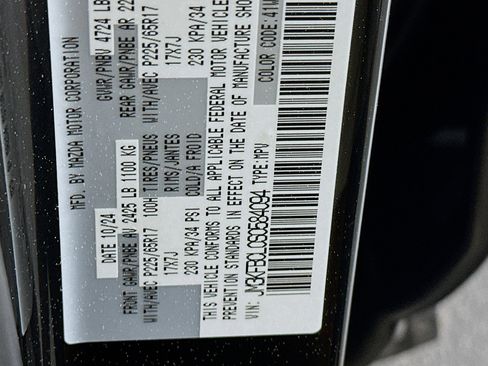 MFD. BY MAZDA MOTOR CORPORATION
DATE 10/24 GVWR/PNBV 4724 LB
FRONT GAWR/PNBE AV 2425 LB 1100 KG REAR GAWR/PNBE AR 22
WITH/AVEC P225/65R17 100H TIRES/PNEUS WITH/AVEC P225/65R17
17X7J RIMS/JANTES 17X7J
230 KPA/34 PSI COLD/A FROID 230 KPA/34
THIS VEHICLE CONFORMS TO ALL APPLICABLE FEDERAL MOTOR VEHICLE
PREVENTION STANDARDS IN EFFECT ON THE DATE OF MANUFACTURE SHO
VIN: TYPE: MPV COLOR CODE: 41W